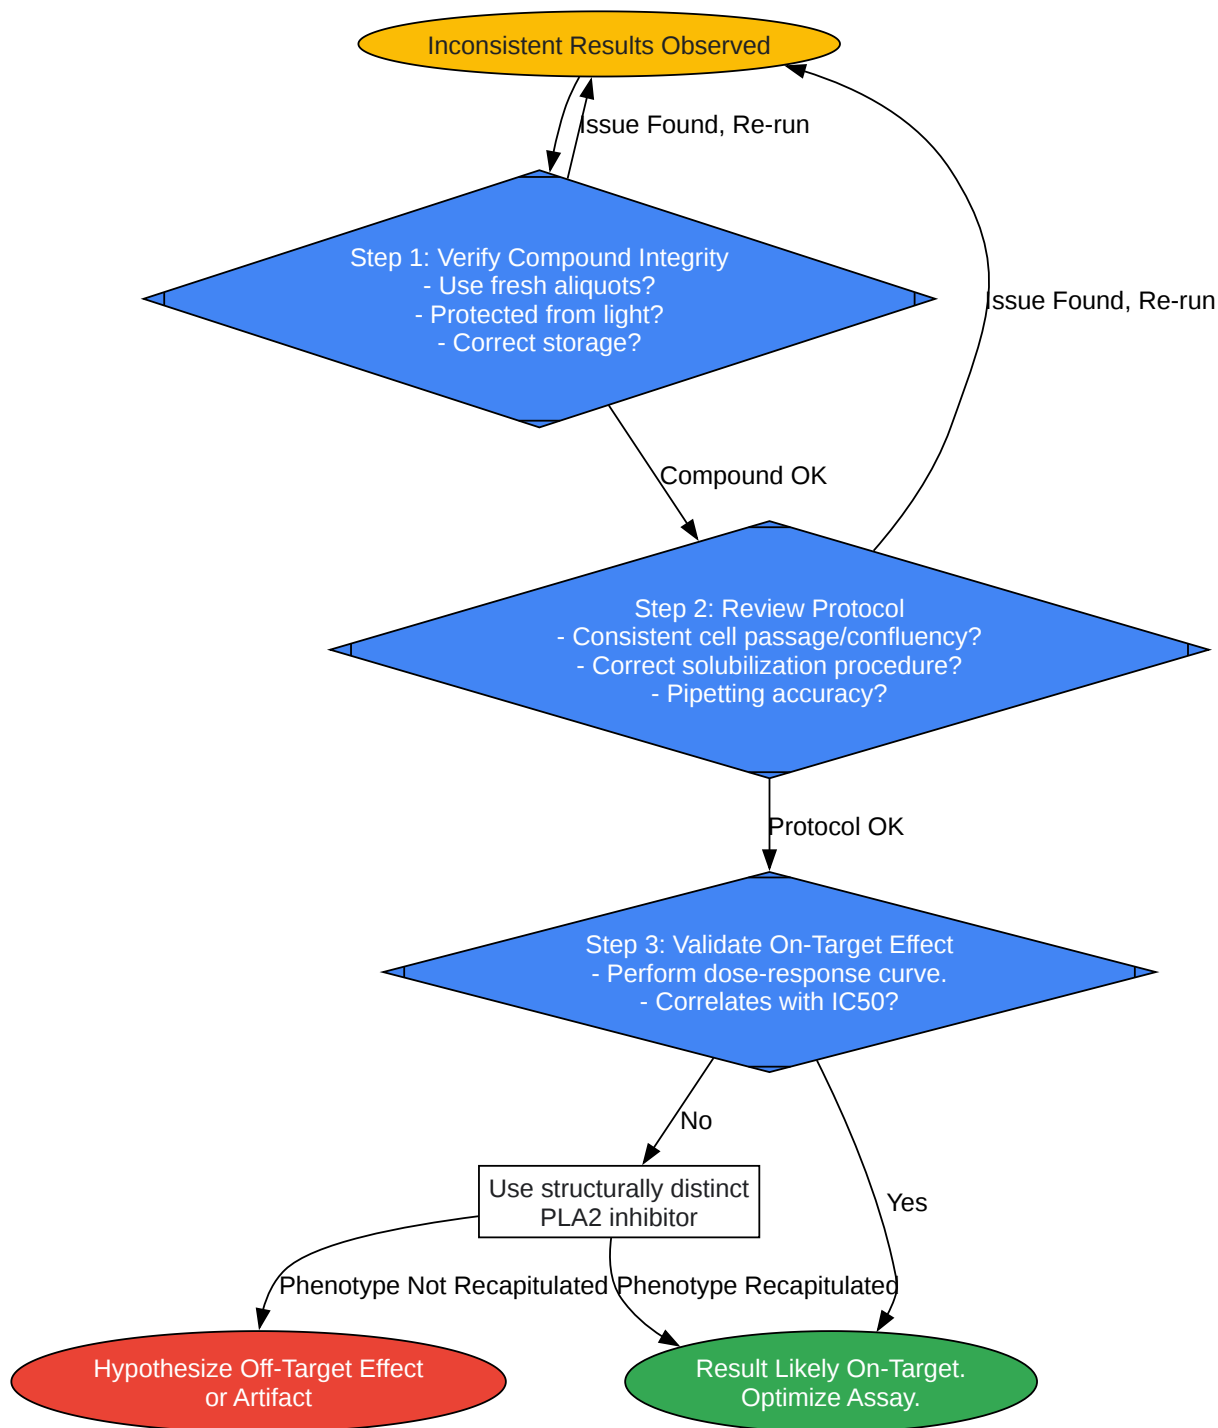 Inconsistent Results Observed
Issue Found, Re-run
Step 1: Verify Compound Integrity
- Use fresh aliquots?
- Protected from light?
- Correct storage?
Issue Found, Re-run
Compound OK
Step 2: Review Protocol
- Consistent cell passage/confluency?
- Correct solubilization procedure?
- Pipetting accuracy?
Protocol OK
Step 3: Validate On-Target Effect
- Perform dose-response curve.
- Correlates with IC50?
No
Use structurally distinct
PLA2 inhibitor
Yes
Phenotype Not Recapitulated
Phenotype Recapitulated
Hypothesize Off-Target Effect
or Artifact
Result Likely On-Target.
Optimize Assay.